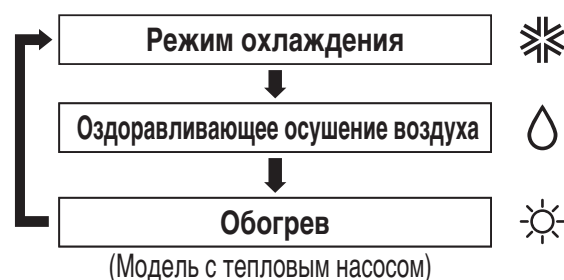 Режим охлаждения
Оздоравливающее осушение воздуха
Обогрев
(Модель с тепловым насосом)